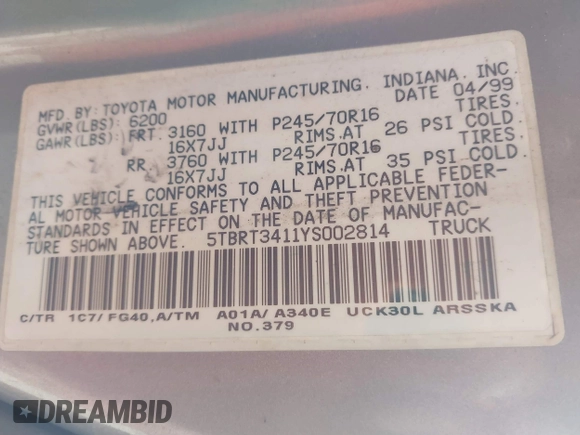 MFD. BY: TOYOTA MOTOR MANUFACTURING, INDIANA, INC.
GVWR(LBS): 6200 DATE 04/99
GAWR(LBS): FRT. 3160 WITH P245/70R16 TIRES.
16X7JJ RIMS.AT 26 PSI COLD.
RR. 3760 WITH P245/70R16 TIRES.
16X7JJ RIMS.AT 35 PSI COLD.
THIS VEHICLE CONFORMS TO ALL APPLICABLE FEDER-
AL MOTOR VEHICLE SAFETY AND THEFT PREVENTION
STANDARDS IN EFFECT ON THE DATE OF MANUFAC-
TURE SHOWN ABOVE. 5TBRT3411YS002814 TRUCK
C/TR 1C7/FG40,A/TM A01A/A340E UCK30L ARSSKA
NO.379
DREAMBID